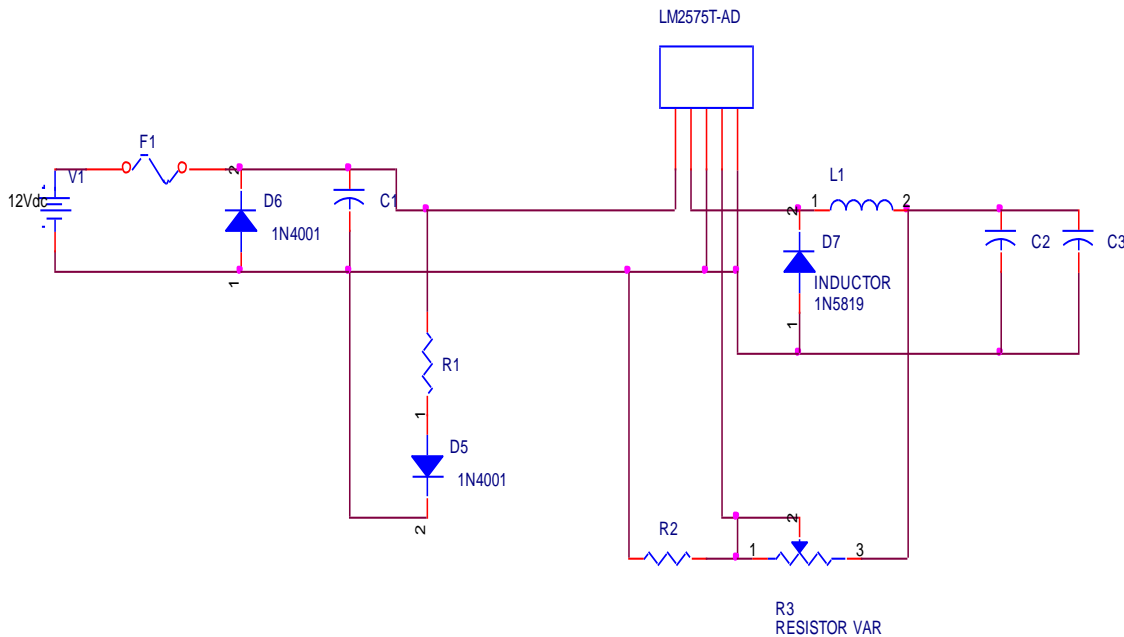 LM2575T-AD
F1
V1
12Vdc
2
D6
1N4001
1
C1
L1
1
2
2
D7
INDUCTOR
1N5819
1
C2
C3
R1
1
D5
1N4001
2
R2
2
1
3
R3
RESISTOR VAR